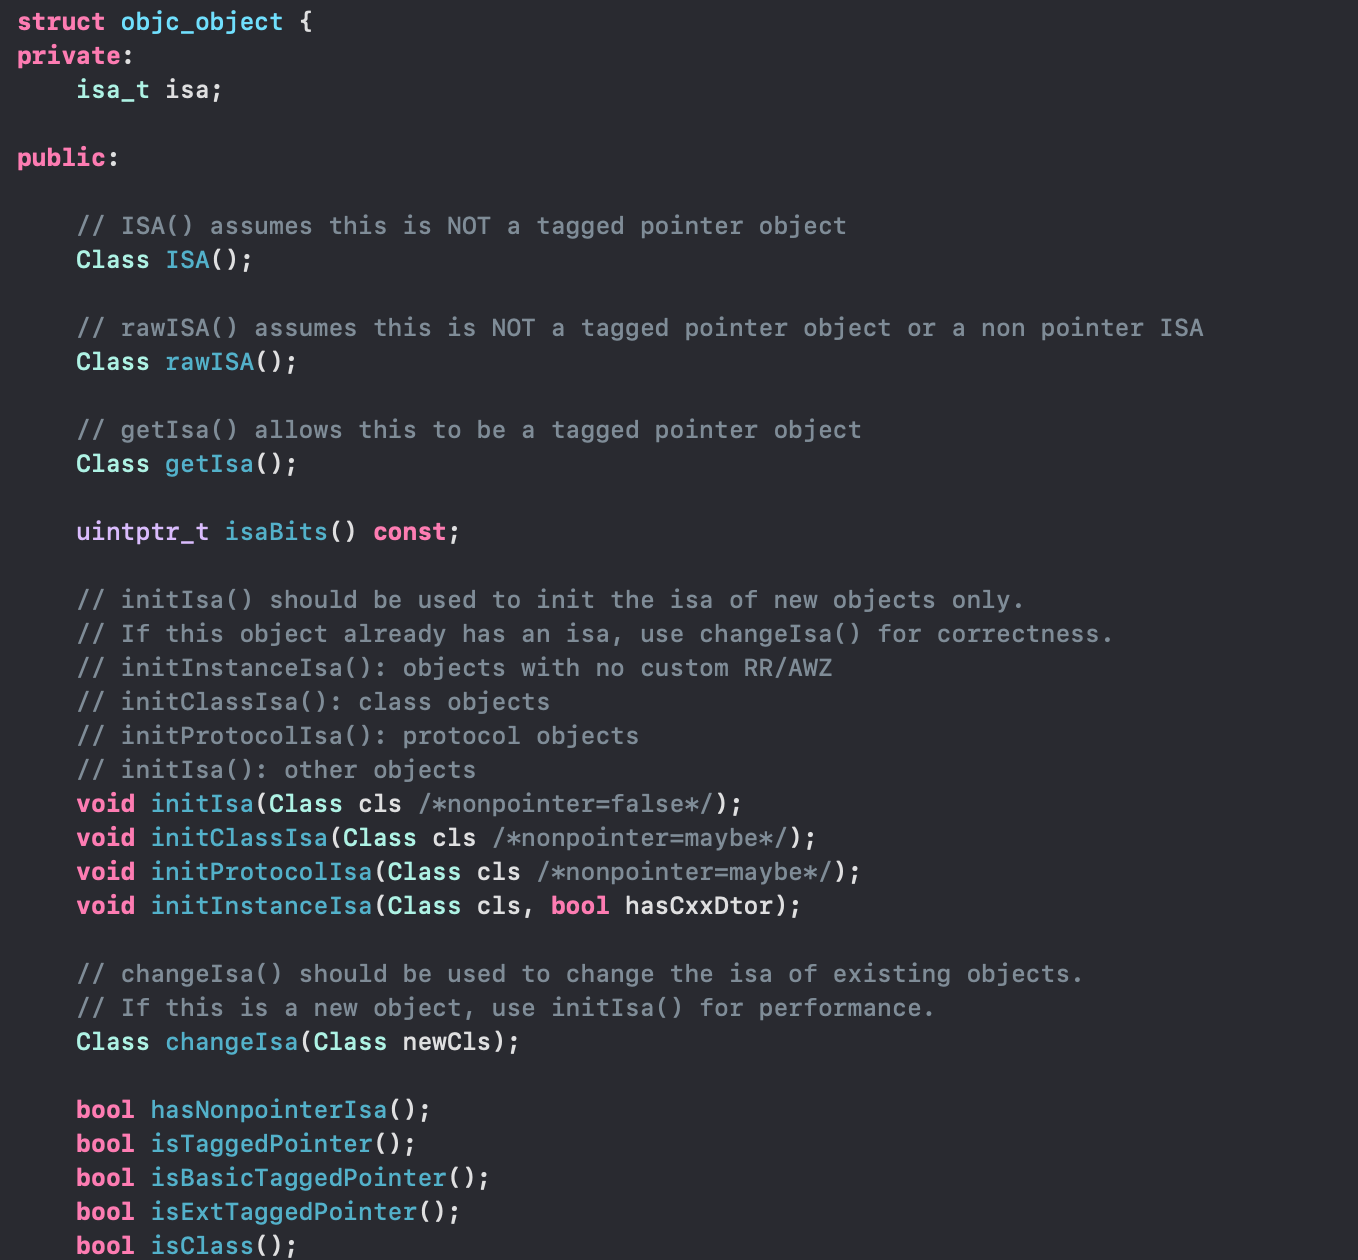 struct objc_object {
private:
    isa_t isa;

public:

    // ISA() assumes this is NOT a tagged pointer object
    Class ISA();

    // rawISA() assumes this is NOT a tagged pointer object or a non pointer ISA
    Class rawISA();

    // getIsa() allows this to be a tagged pointer object
    Class getIsa();

    uintptr_t isaBits() const;

    // initIsa() should be used to init the isa of new objects only.
    // If this object already has an isa, use changeIsa() for correctness.
    // initInstanceIsa(): objects with no custom RR/AWZ
    // initClassIsa(): class objects
    // initProtocolIsa(): protocol objects
    // initIsa(): other objects
    void initIsa(Class cls /*nonpointer=false*/);
    void initClassIsa(Class cls /*nonpointer=maybe*/);
    void initProtocolIsa(Class cls /*nonpointer=maybe*/);
    void initInstanceIsa(Class cls, bool hasCxxDtor);

    // changeIsa() should be used to change the isa of existing objects.
    // If this is a new object, use initIsa() for performance.
    Class changeIsa(Class newCls);

    bool hasNonpointerIsa();
    bool isTaggedPointer();
    bool isBasicTaggedPointer();
    bool isExtTaggedPointer();
    bool isClass();